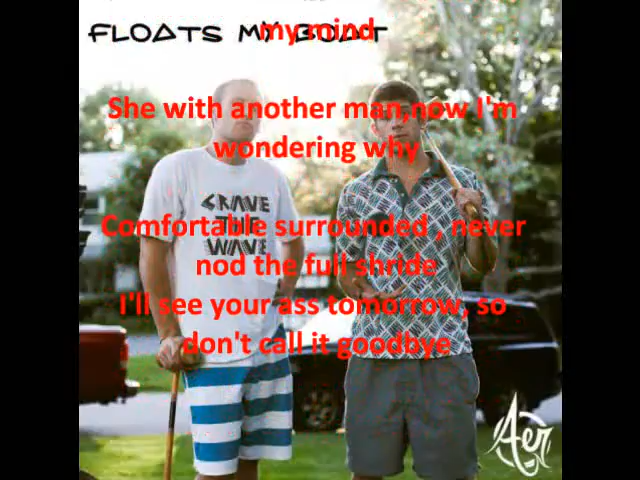 FLOATS MY BOAT
my mind
She with another man,now I'm
wondering why
CRAVE
THE
WAVE
Comfortable surrounded , never
nod the full shride
I'll see your ass tomorrow, so
don't call it goodbye
Aer